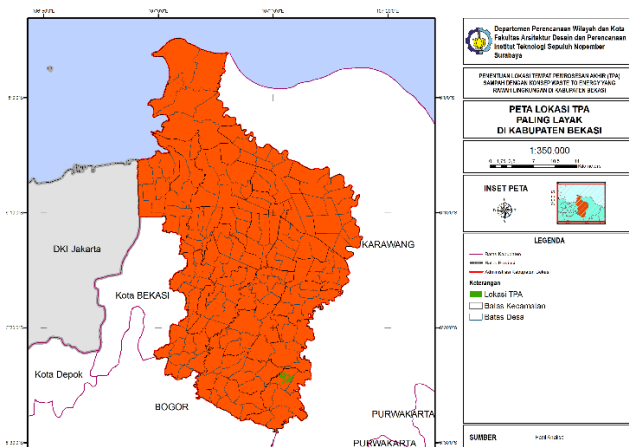 Departemen Perencanaan Wilayah dan Kota
Fakultas Arsitektur Desain dan Perencanaan
Institut Teknologi Sepuluh Nopember
Surabaya
PENENTUAN LOKASI TEMPAT PEMROSESAN AKHIR (TPA)
SAMPAH DENGAN KONSEP WASTE TO ENERGY YANG
RAMAH LINGKUNGAN DI KABUPATEN BEKASI
PETA LOKASI TPA
PALING LAYAK
DI KABUPATEN BEKASI
1:350.000
INSET PETA
LEGENDA
Keterangan
Lokasi TPA
Batas Kecamatan
Batas Desa
SUMBER
DKI Jakarta
KARAWANG
Kota BEKASI
Kota Depok
BOGOR
PURWAKARTA
PURWAKARTA